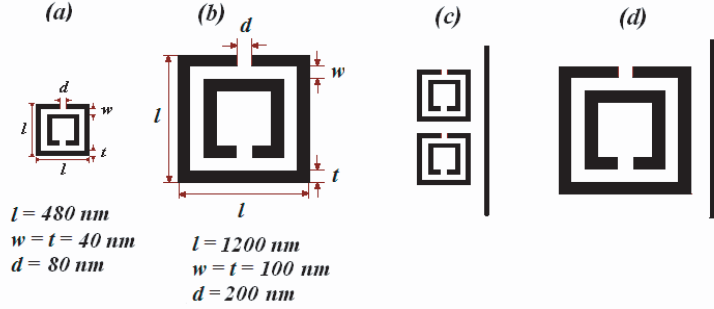 (a)
(b)
(c)
(d)
d
w
l
t
l
d
w
l
t
l
l = 480 nm
w = t = 40 nm
d = 80 nm
l = 1200 nm
w = t = 100 nm
d = 200 nm